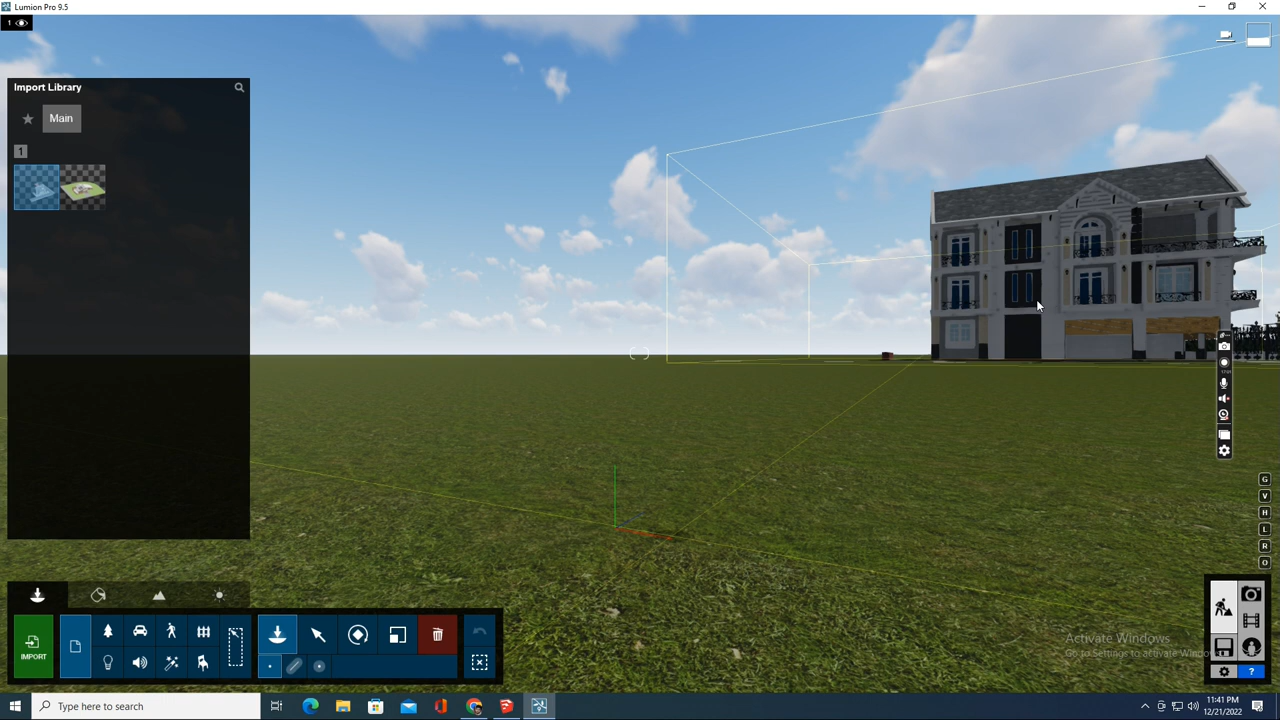 Lumion Pro 9.5
1
Import Library
Main
1
G
V
H
L
R
O
IMPORT
Activate Windows
Go to Settings to activate Windows.
?
Type here to search
11:41 PM
12/21/2022